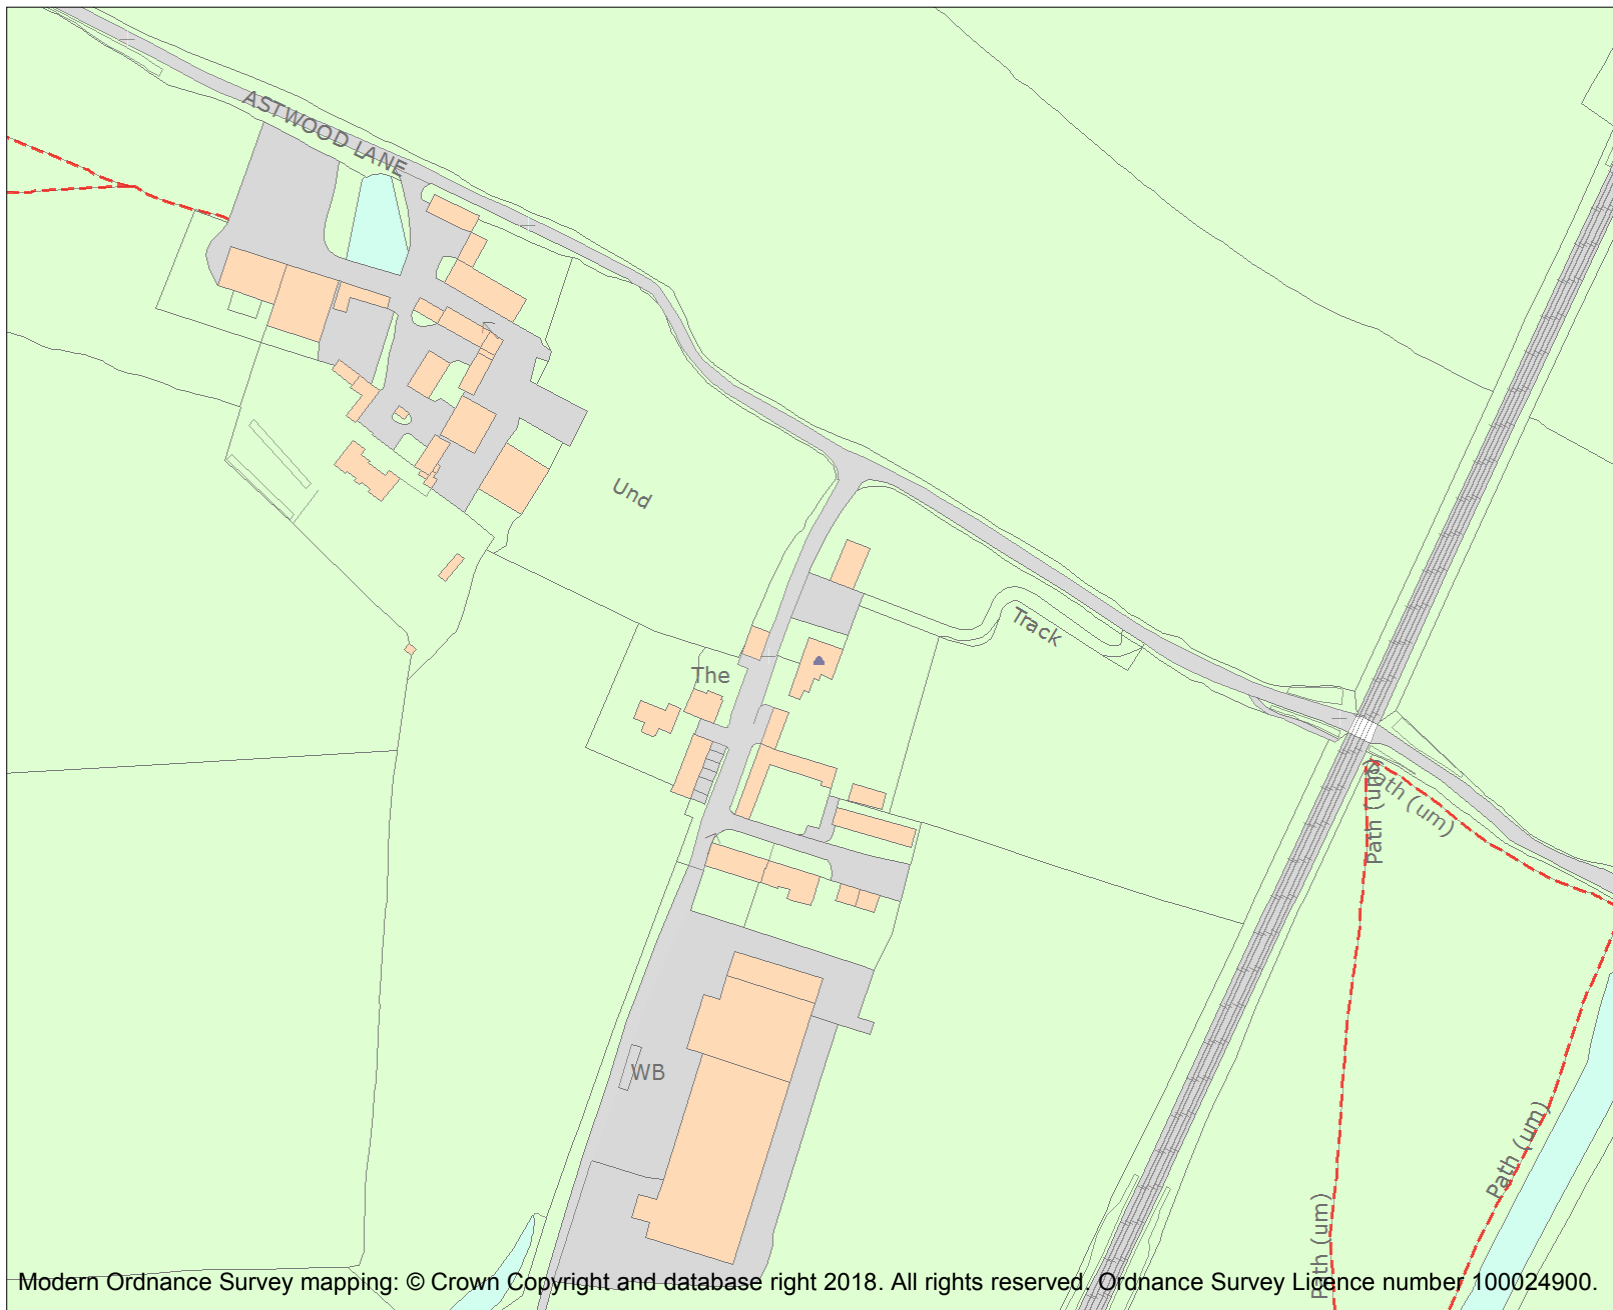 ASTWOOD LANE
Und
Track
The
Path (um)
Path (um)
WB
Path (um)
Path (um)
Modern Ordnance Survey mapping: © Crown Copyright and database right 2018. All rights reserved. Ordnance Survey Licence number 100024900.